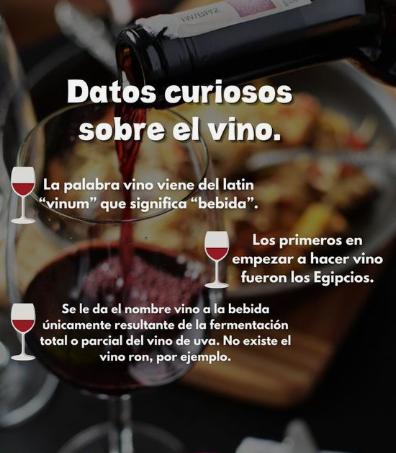 Datos curiosos
sobre el vino.
La palabra vino viene del latin
“vinum” que significa “bebida”.
Los primeros en
empezar a hacer vino
fueron los Egipcios.
Se le da el nombre vino a la bebida
únicamente resultante de la fermentación
total o parcial del vino de uva. No existe el
vino ron, por ejemplo.